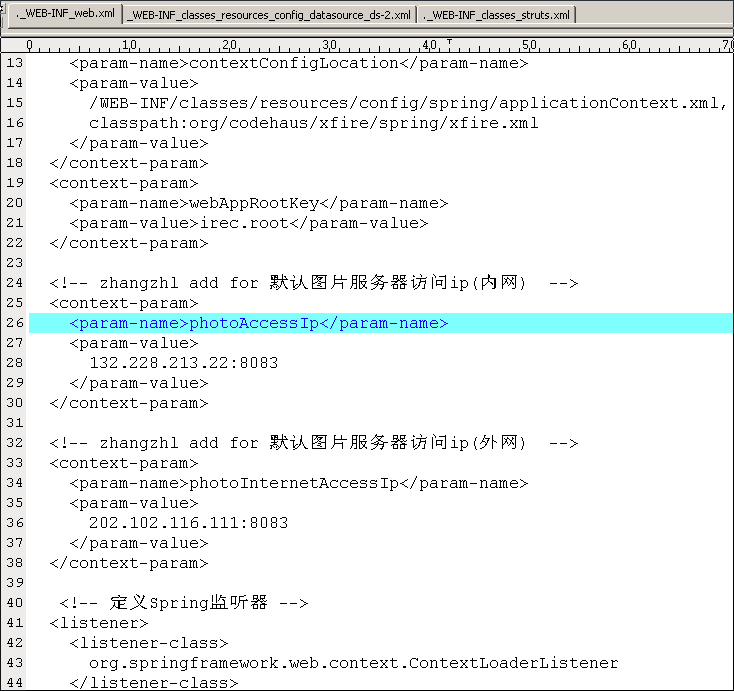 ._WEB-INF_web.xml _WEB-INF_classes_resources_config_datasource_ds-2.xml ._WEB-INF_classes_struts.xml
0 10 20 30 40 50 60 70
13 <param-name>contextConfigLocation</param-name>
14 <param-value>
15 /WEB-INF/classes/resources/config/spring/applicationContext.xml,
16 classpath:org/codehaus/xfire/spring/xfire.xml
17 </param-value>
18 </context-param>
19 <context-param>
20 <param-name>webAppRootKey</param-name>
21 <param-value>irec.root</param-value>
22 </context-param>
23
24 <!-- zhangzhl add for 默认图片服务器访问ip(内网)  -->
25 <context-param>
26 <param-name>photoAccessIp</param-name>
27 <param-value>
28 132.228.213.22:8083
29 </param-value>
30 </context-param>
31
32 <!-- zhangzhl add for 默认图片服务器访问ip(外网)  -->
33 <context-param>
34 <param-name>photoInternetAccessIp</param-name>
35 <param-value>
36 202.102.116.111:8083
37 </param-value>
38 </context-param>
39
40 <!-- 定义Spring监听器 -->
41 <listener>
42 <listener-class>
43 org.springframework.web.context.ContextLoaderListener
44 </listener-class>